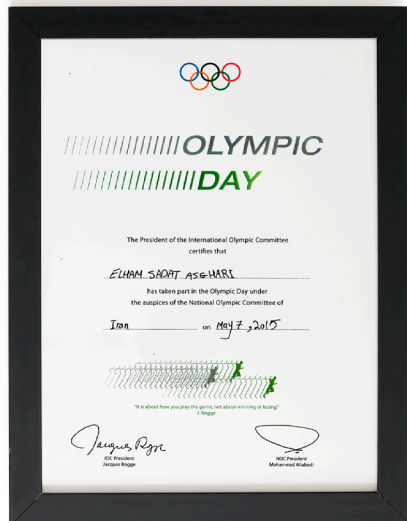 OLYMPIC
DAY
The President of the International Olympic Committee
certifies that
ELHAM SADAT ASGHARI
has taken part in the Olympic Day under
the auspices of the National Olympic Committee of
Iran on May 7, 2015
"It is about how you play the game, not about winning or losing."
J. Rogge
Jacques Rogge
IOC President
Jacques Rogge
NOC President
Mohammad Aliabadi